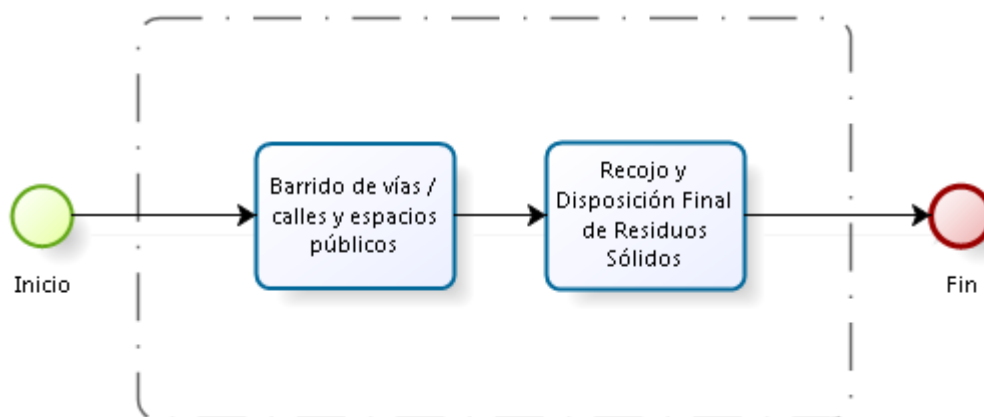 Inicio
Barrido de vías /
calles y espacios
públicos
Recojo y
Disposición Final
de Residuos
Sólidos
Fin